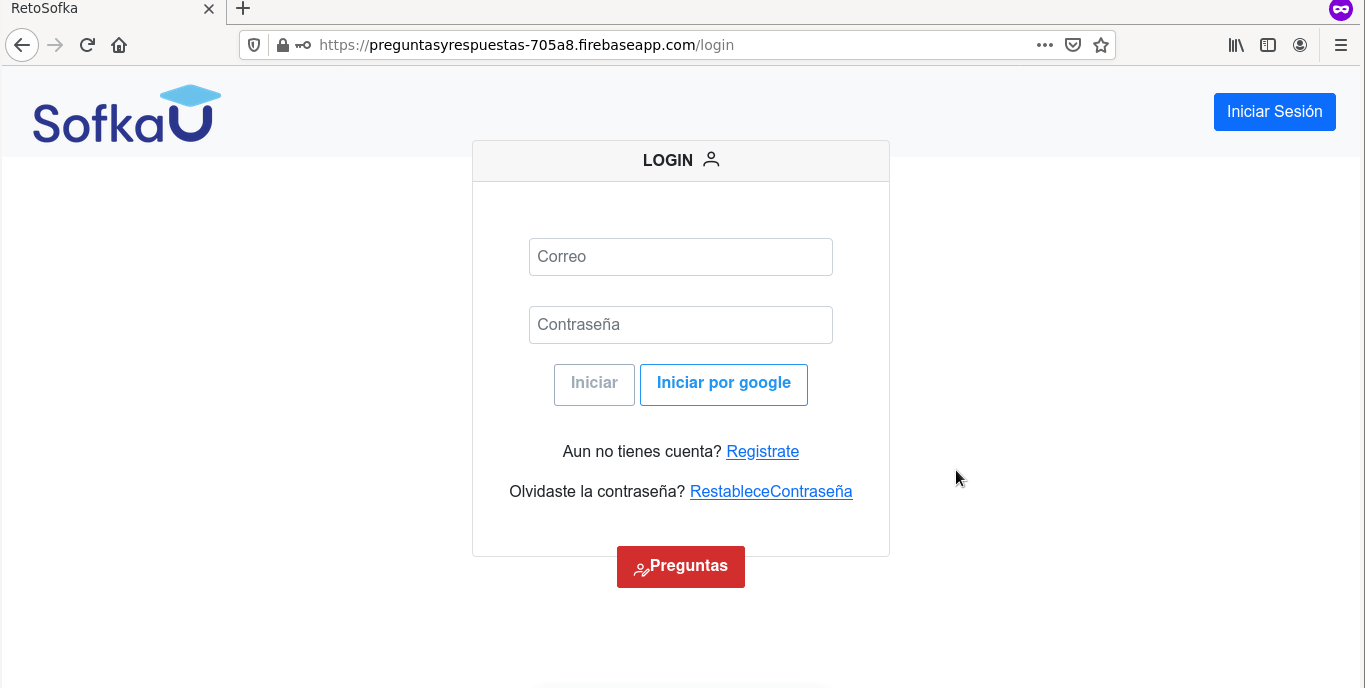 RetoSofka
https://preguntasyrespuestas-705a8.firebaseapp.com/login
SofkaU
Iniciar Sesión
LOGIN
Correo
Contraseña
Iniciar
Iniciar por google
Aun no tienes cuenta? Registrate
Olvidaste la contraseña? RestableceContraseña
Preguntas